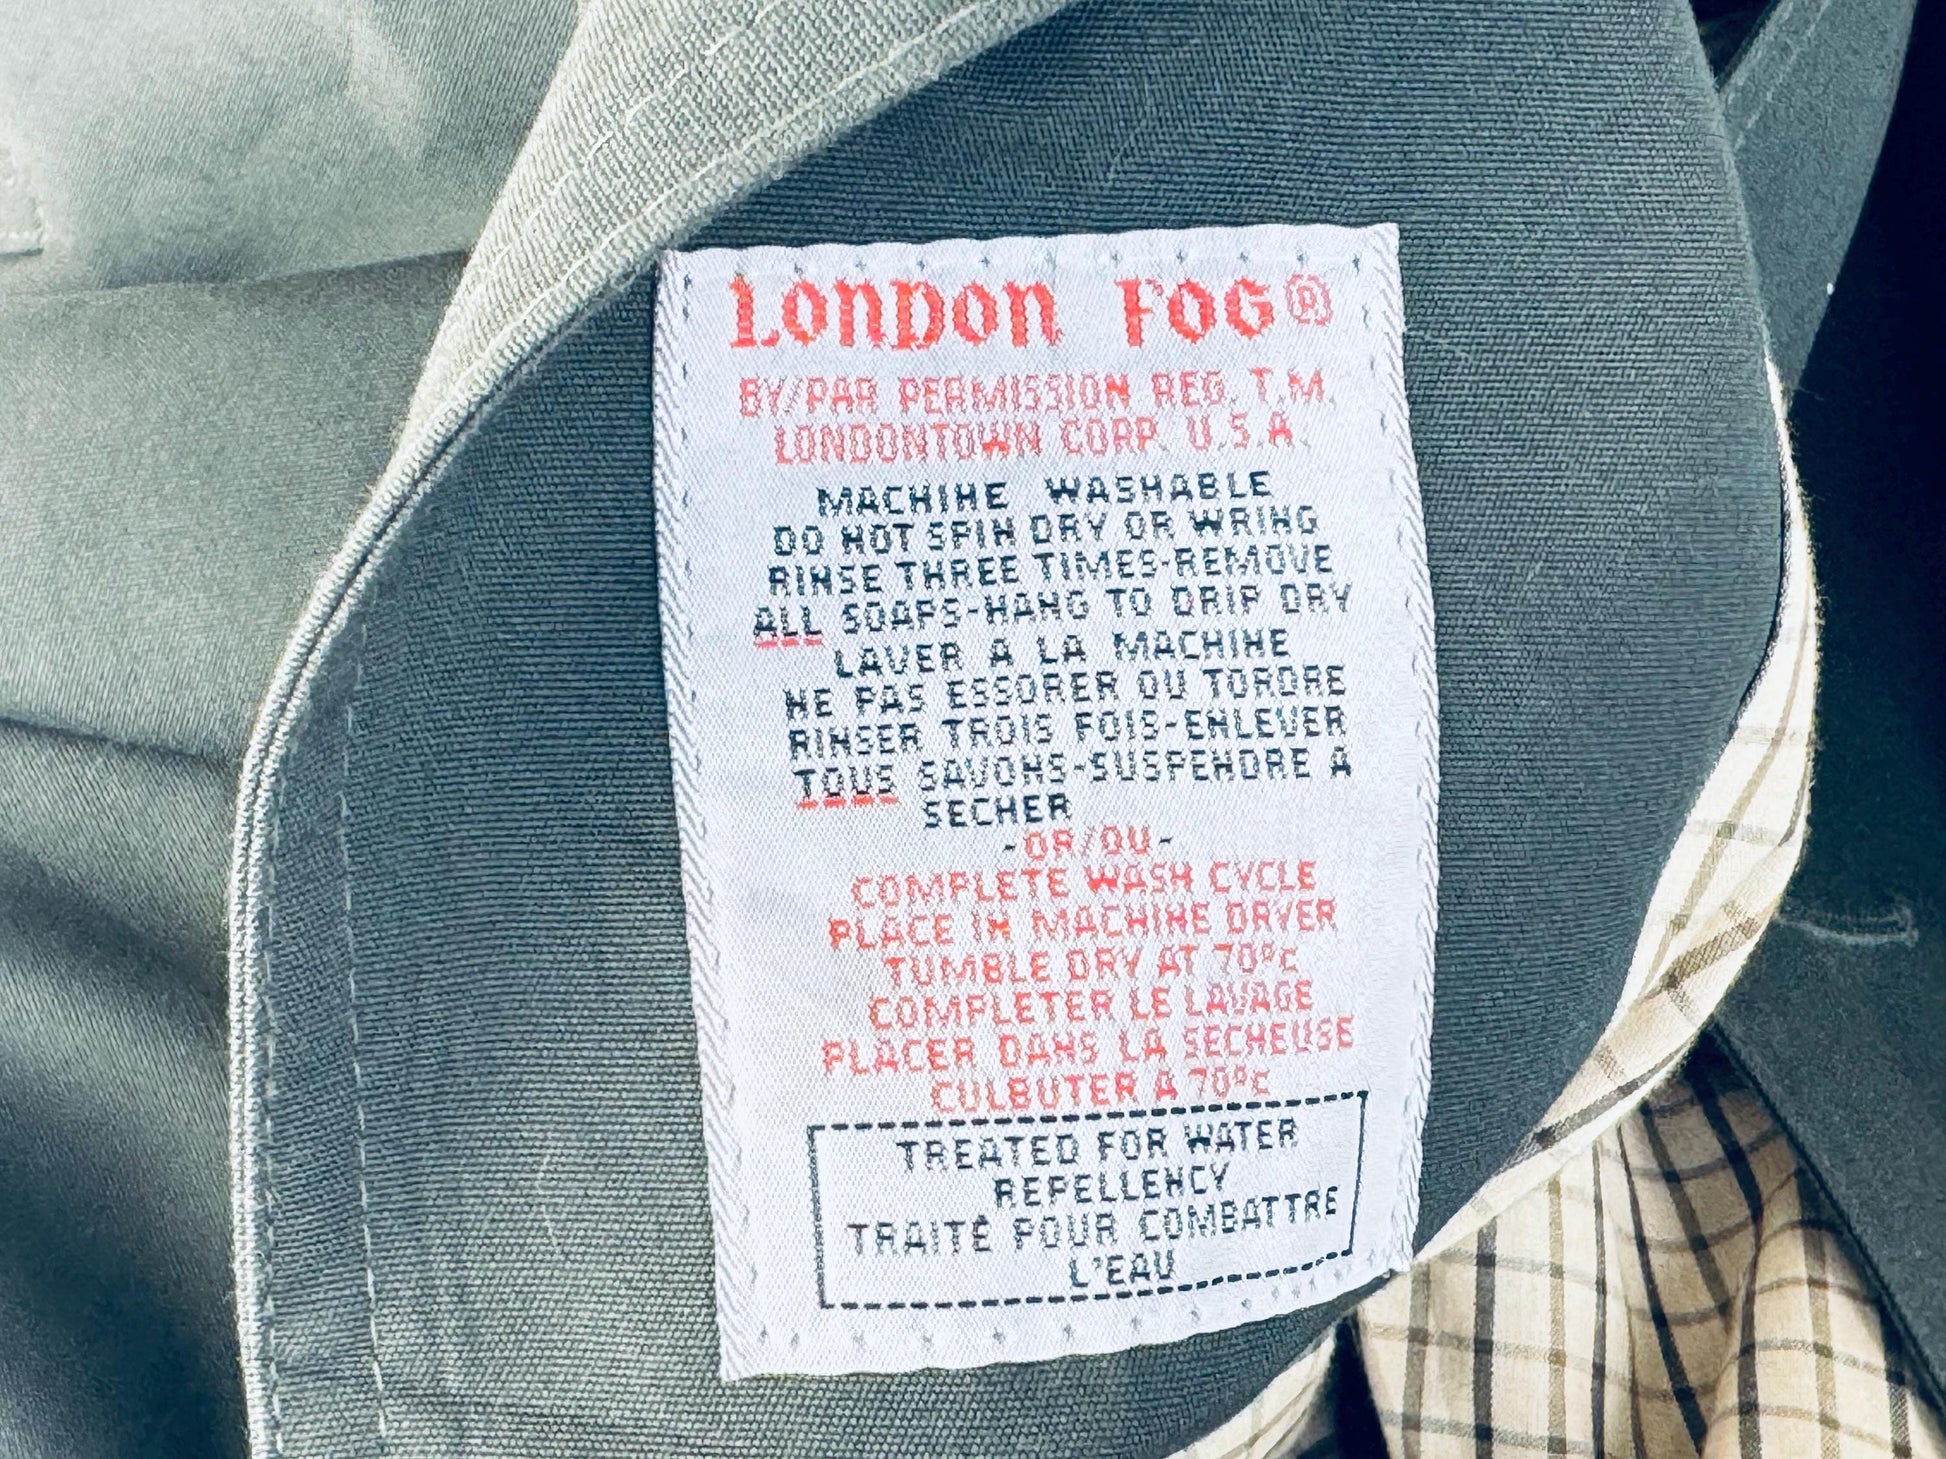 LONDON FOG®
BY/PAR PERMISSION REG. T.M.
LONDONTOWN CORP. U.S.A.
MACHINE WASHABLE
DO NOT SPIN DRY OR WRING
RINSE THREE TIMES-REMOVE
ALL SOAPS-HANG TO DRIP DRY
LAVER A LA MACHINE
NE PAS ESSORER OU TORDRE
RINSER TROIS FOIS-ENLEVER
TOUS SAVONS-SUSPENDRE A
SECHER
-OR/OU-
COMPLETE WASH CYCLE
PLACE IN MACHINE DRYER
TUMBLE DRY AT 70ºC
COMPLETER LE LAVAGE
PLACER DANS LA SECHEUSE
CULBUTER A 70ºC
TREATED FOR WATER
REPELLENCY
TRAITÉ POUR COMBATTRE
L'EAU